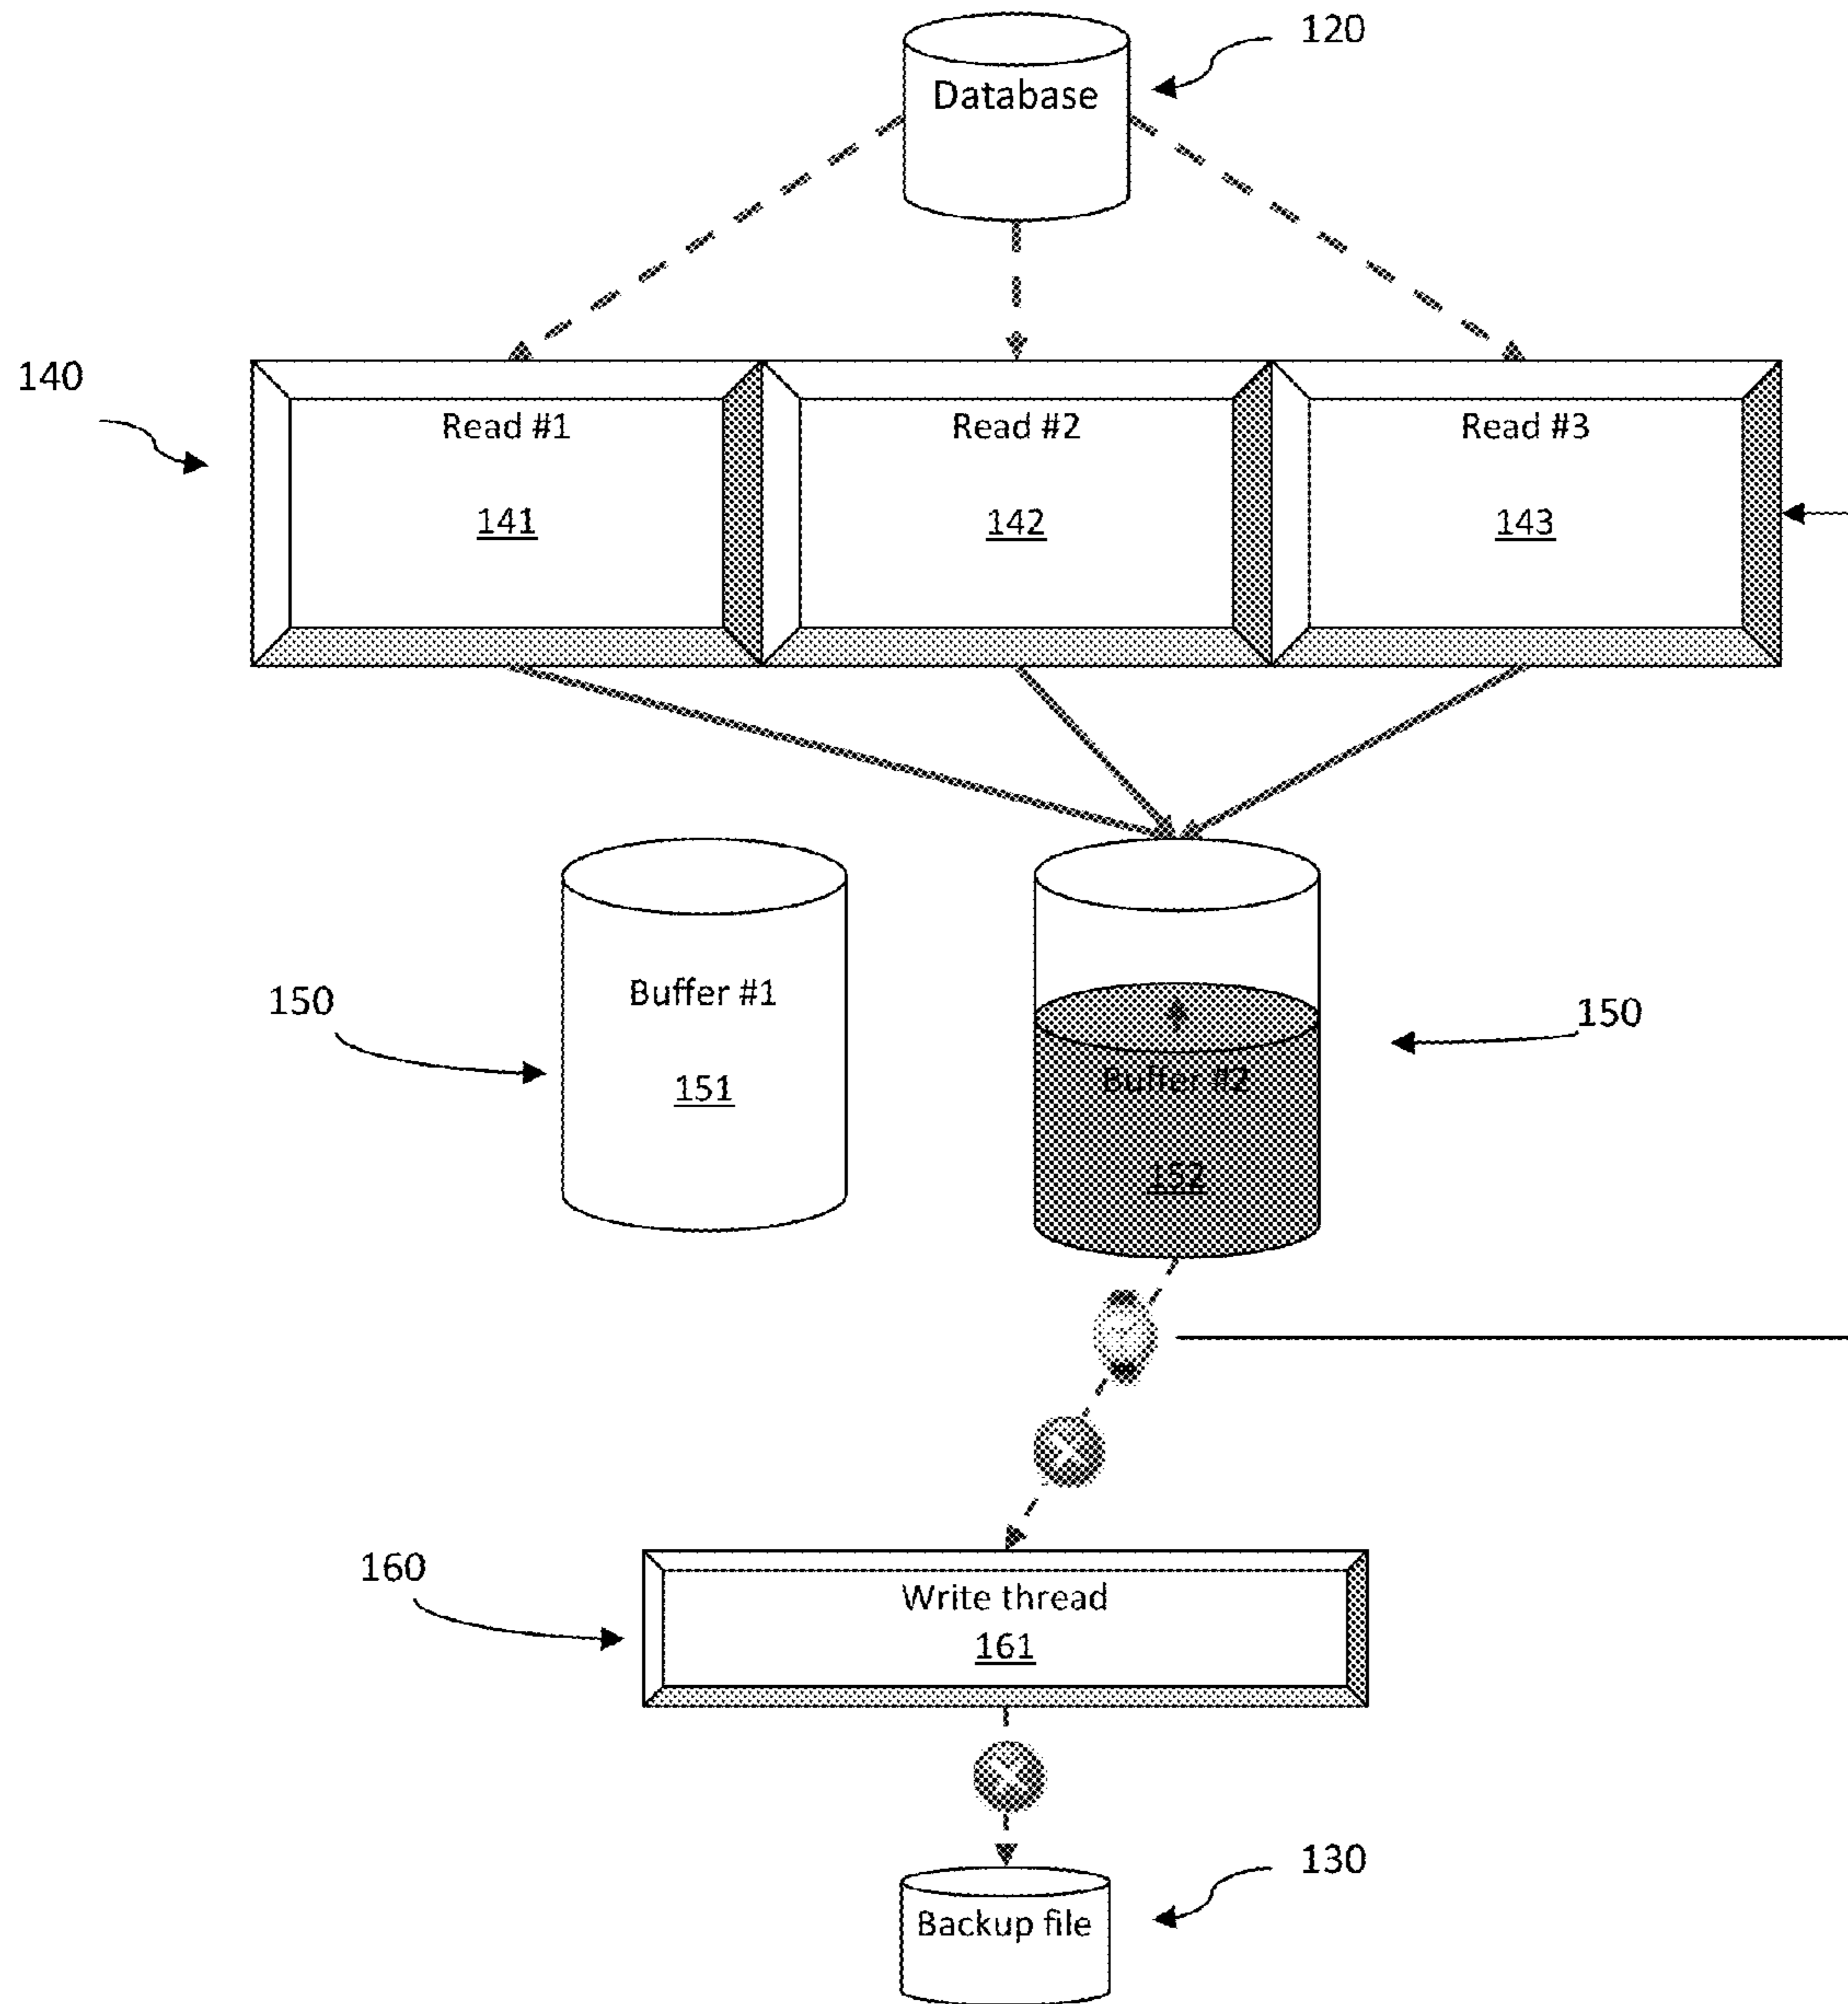 120
Database
140
Read #1
Read #2
Read #3
141
142
143
Buffer #1
150
150
151
Buffer #2
152
160
Write thread
161
130
Backup file